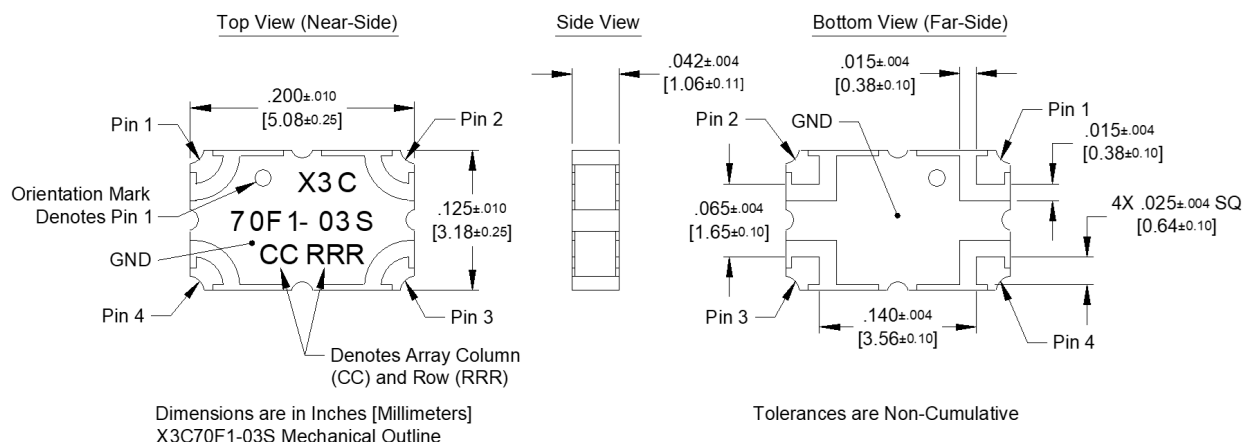 Top View (Near-Side)
Side View
Bottom View (Far-Side)
.200±.010
[5.08±0.25]
.042±.004
[1.06±0.11]
.015±.004
[0.38±0.10]
Pin 1
Pin 2
Pin 2
GND
Pin 1
.015±.004
[0.38±0.10]
Orientation Mark
Denotes Pin 1
X3C
70F1-03S
CC RRR
.125±.010
[3.18±0.25]
.065±.004
[1.65±0.10]
4X .025±.004 SQ
[0.64±0.10]
GND
Pin 4
Pin 3
Pin 3
.140±.004
[3.56±0.10]
Pin 4
Denotes Array Column
(CC) and Row (RRR)
Dimensions are in Inches [Millimeters]
X3C70F1-03S Mechanical Outline
Tolerances are Non-Cumulative